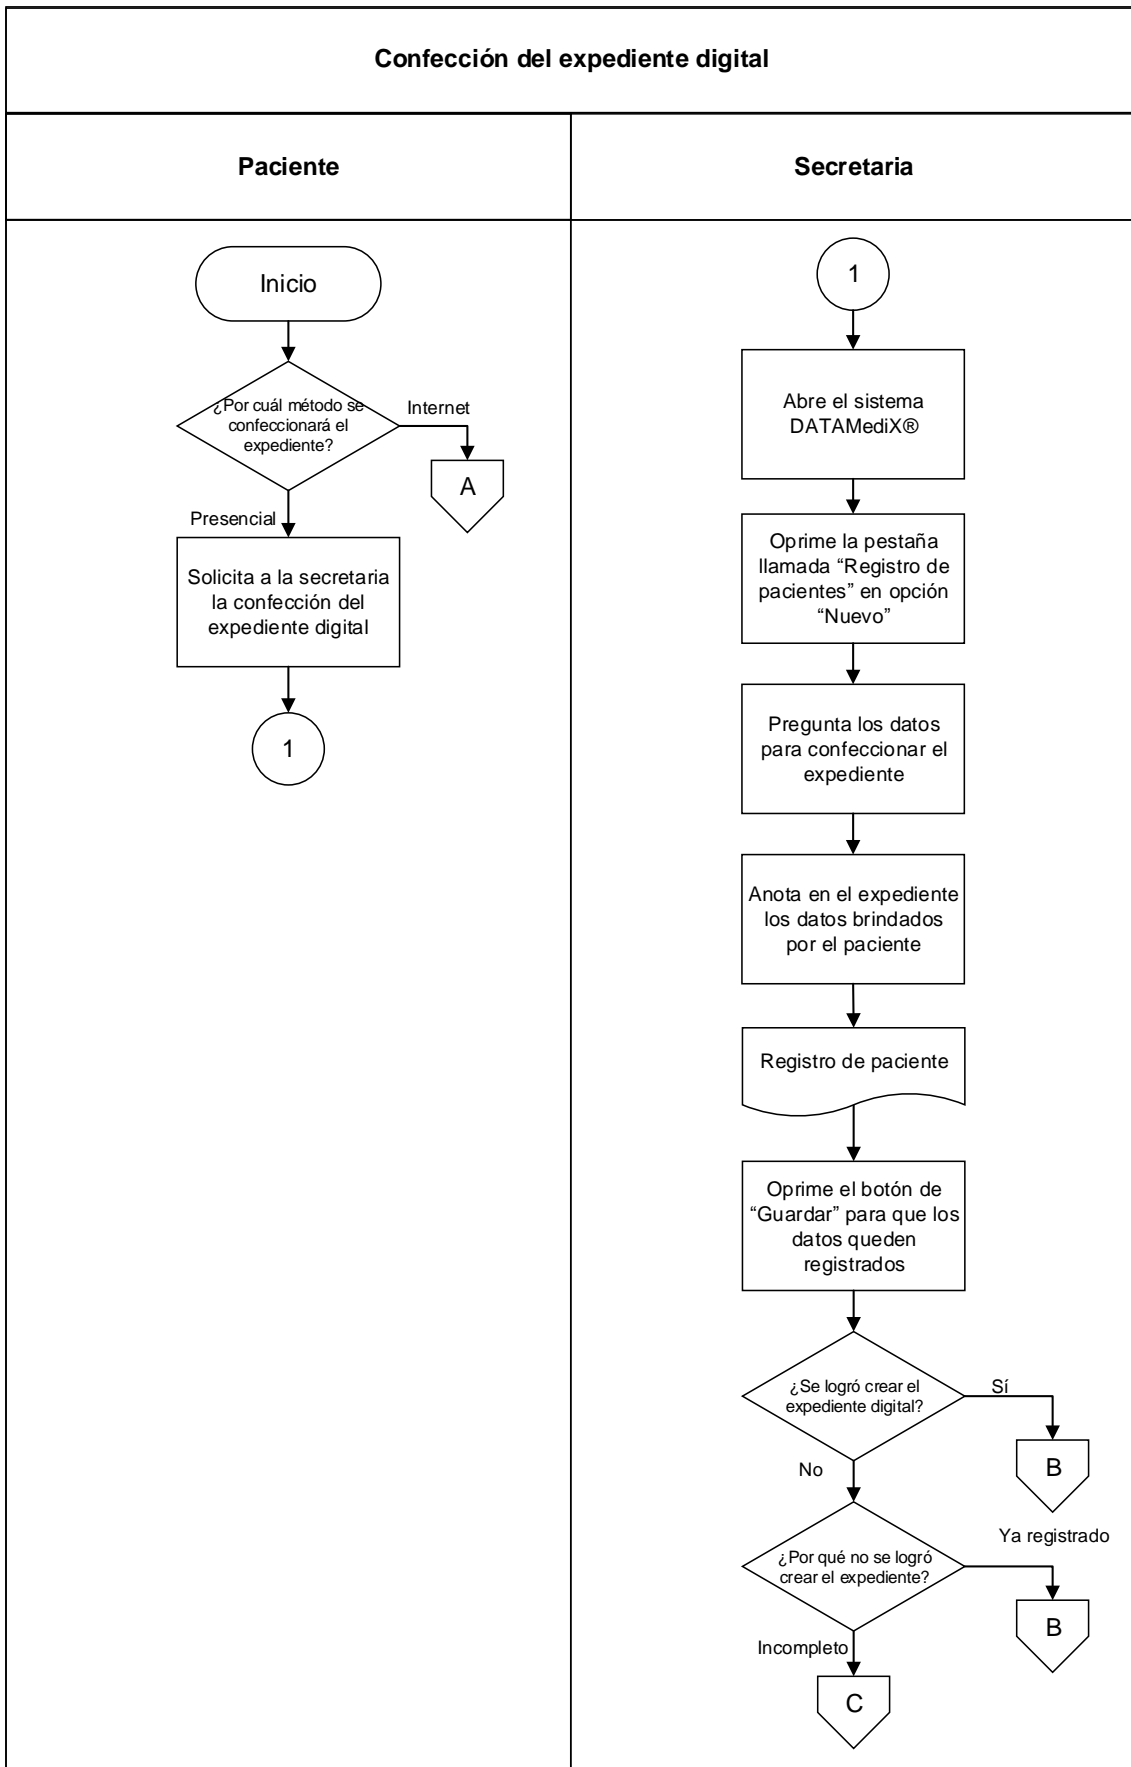 Confección del expediente digital
Paciente
Secretaria
Inicio
¿Por cuál método se
confeccionará el
expediente?
Internet
A
Presencial
Solicita a la secretaria
la confección del
expediente digital
1
1
Abre el sistema
DATAMediX®
Oprime la pestaña
llamada “Registro de
pacientes” en opción
“Nuevo”
Pregunta los datos
para confeccionar el
expediente
Anota en el expediente
los datos brindados
por el paciente
Registro de paciente
Oprime el botón de
“Guardar” para que los
datos queden
registrados
¿Se logró crear el
expediente digital?
Sí
B
No
¿Por qué no se logró
crear el expediente?
Ya registrado
B
Incompleto
C